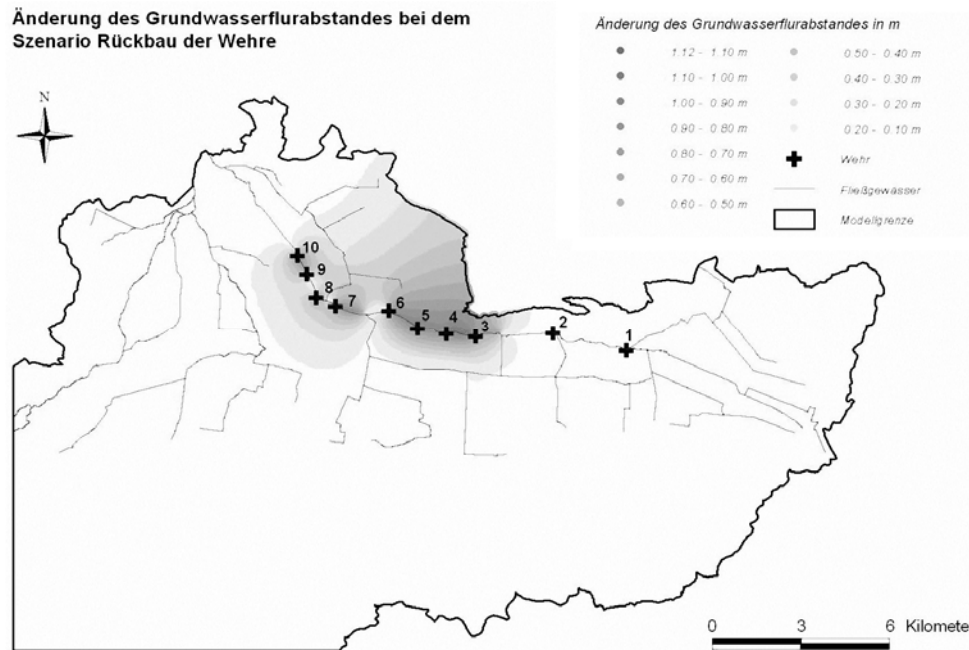 Änderung des Grundwasserflurabstandes bei dem
Szenario Rückbau der Wehre
Änderung des Grundwasserflurabstandes in m
1.12 - 1.10 m
1.10 - 1.00 m
1.00 - 0.90 m
0.90 - 0.80 m
0.80 - 0.70 m
0.70 - 0.60 m
0.60 - 0.50 m
0.50 - 0.40 m
0.40 - 0.30 m
0.30 - 0.20 m
0.20 - 0.10 m
Wehr
Fließgewässer
Modellgrenze
N
10
9
8
7
6
5
4
3
2
1
0 3 6 Kilomete